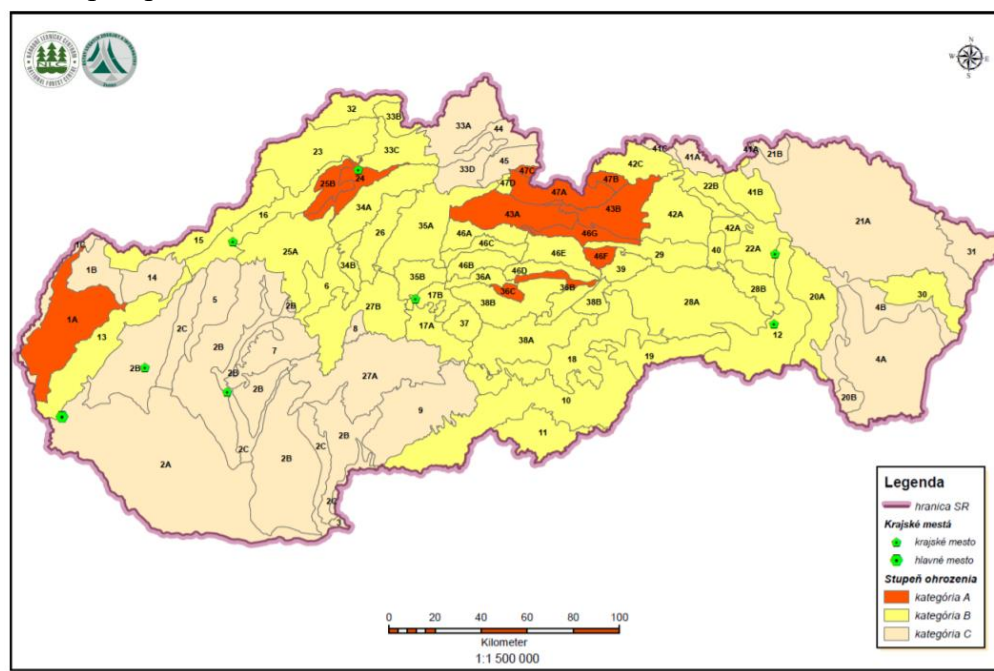 N
W E
S
NLC
32
33B
33A
44
33C
23
45
33D
47C
47D
47A
47B
42C
41C
41A
41A
21B
22B
41B
25B
24
34A
43A
43B
42A
21A
16
26
35A
46G
42A
15
46A
46C
46E
46F
40
22A
31
1C
25A
29
1B
14
34B
35B
46B
36A
46D
39
6
36C
36B
28B
20A
30
5
2B
27B
17B
38B
38B
28A
4B
1A
2C
8
17A
37
12
13
2B
7
38A
18
19
4A
2B
2B
2B
27A
10
20B
9
11
2A
2C
2B
2C
2B
2C
Legenda
hranica SR
Krajské mestá
krajské mesto
hlavné mesto
Stupeň ohrozenia
kategória A
kategória B
kategória C
0 20 40 60 80 100
Kilometer
1:1 500 000